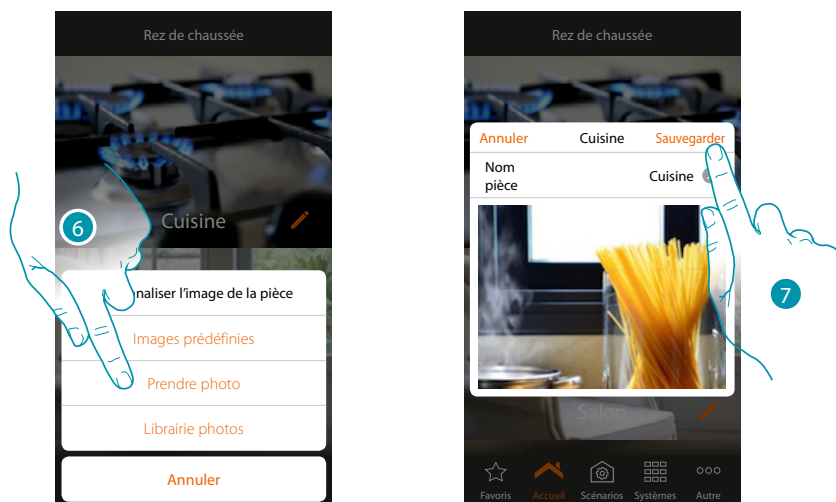 Rez de chaussée
Cuisine
6
nnaliser l'image de la pièce
Images prédéfinies
Prendre photo
Librairie photos
Annuler
Rez de chaussée
Annuler Cuisine Sauvegarder
Nom
pièce
Cuisine
7
Salon
Favoris Accueil Scénarios Systèmes Autre